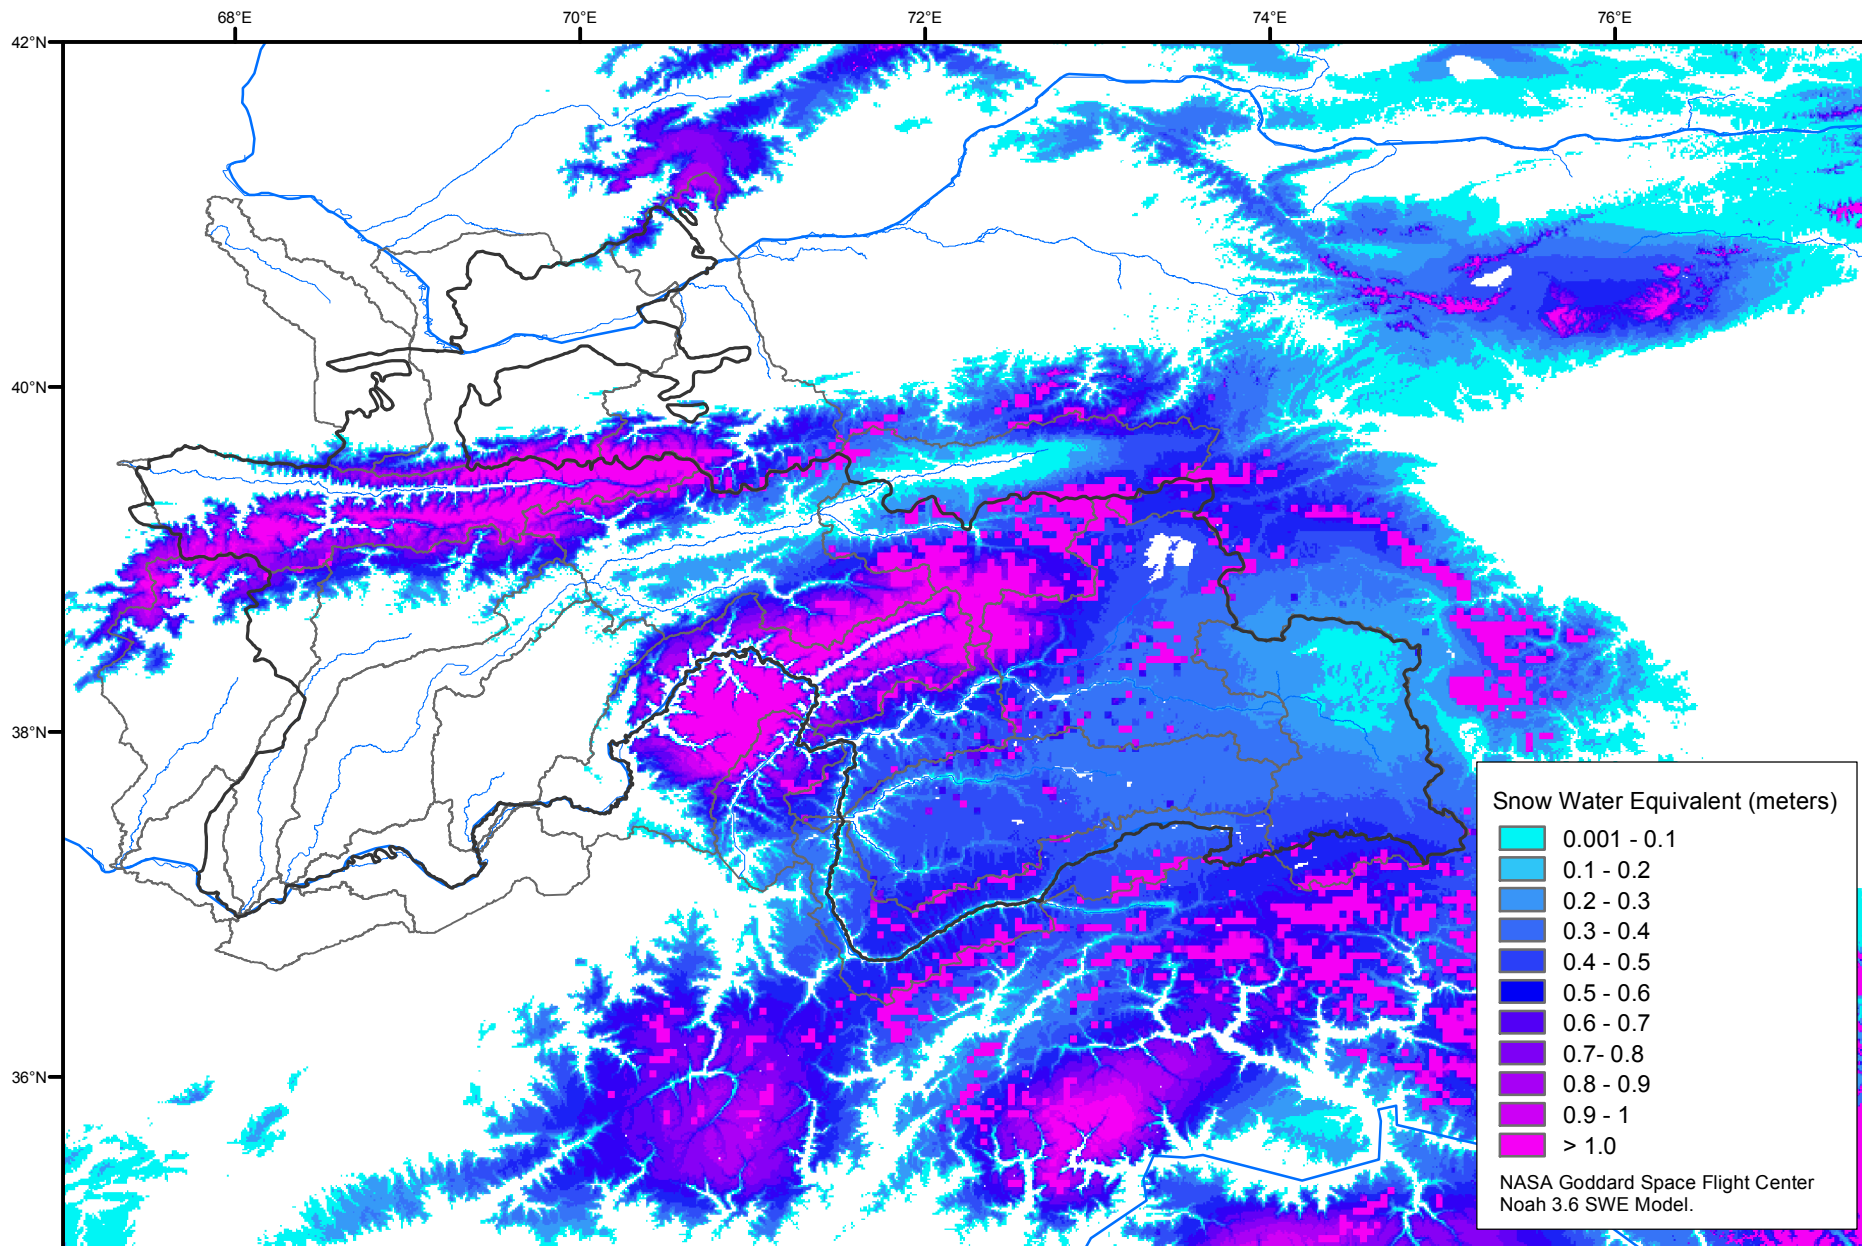 68°E
70°E
72°E
74°E
76°E
42°N
40°N
38°N
36°N
Snow Water Equivalent (meters)
0.001 - 0.1
0.1 - 0.2
0.2 - 0.3
0.3 - 0.4
0.4 - 0.5
0.5 - 0.6
0.6 - 0.7
0.7- 0.8
0.8 - 0.9
0.9 - 1
> 1.0
NASA Goddard Space Flight Center
Noah 3.6 SWE Model.